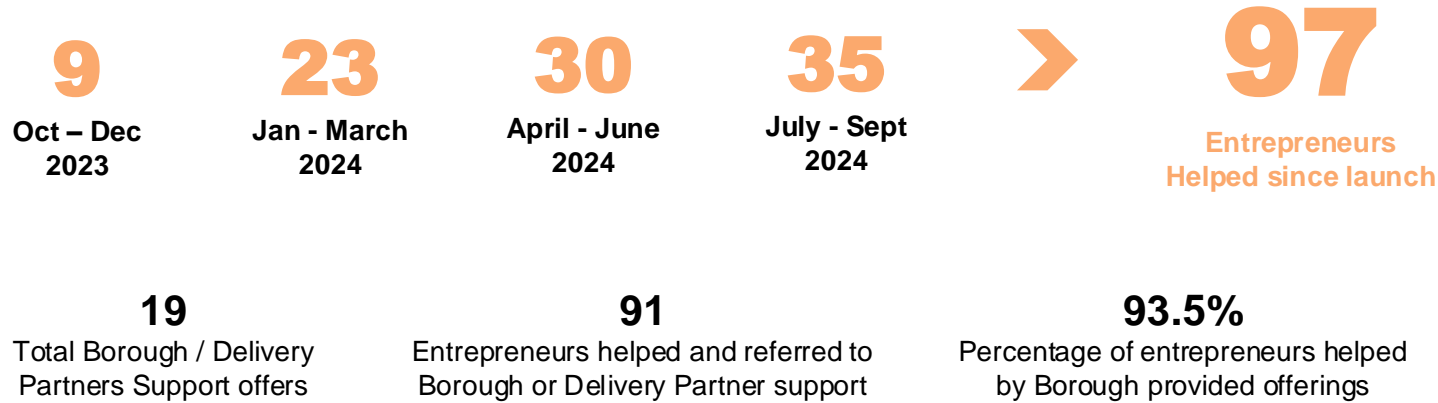 9
Oct – Dec
2023
23
Jan - March
2024
30
April - June
2024
35
July - Sept
2024
97
Entrepreneurs
Helped since launch
19
Total Borough / Delivery
Partners Support offers
91
Entrepreneurs helped and referred to
Borough or Delivery Partner support
93.5%
Percentage of entrepreneurs helped
by Borough provided offerings